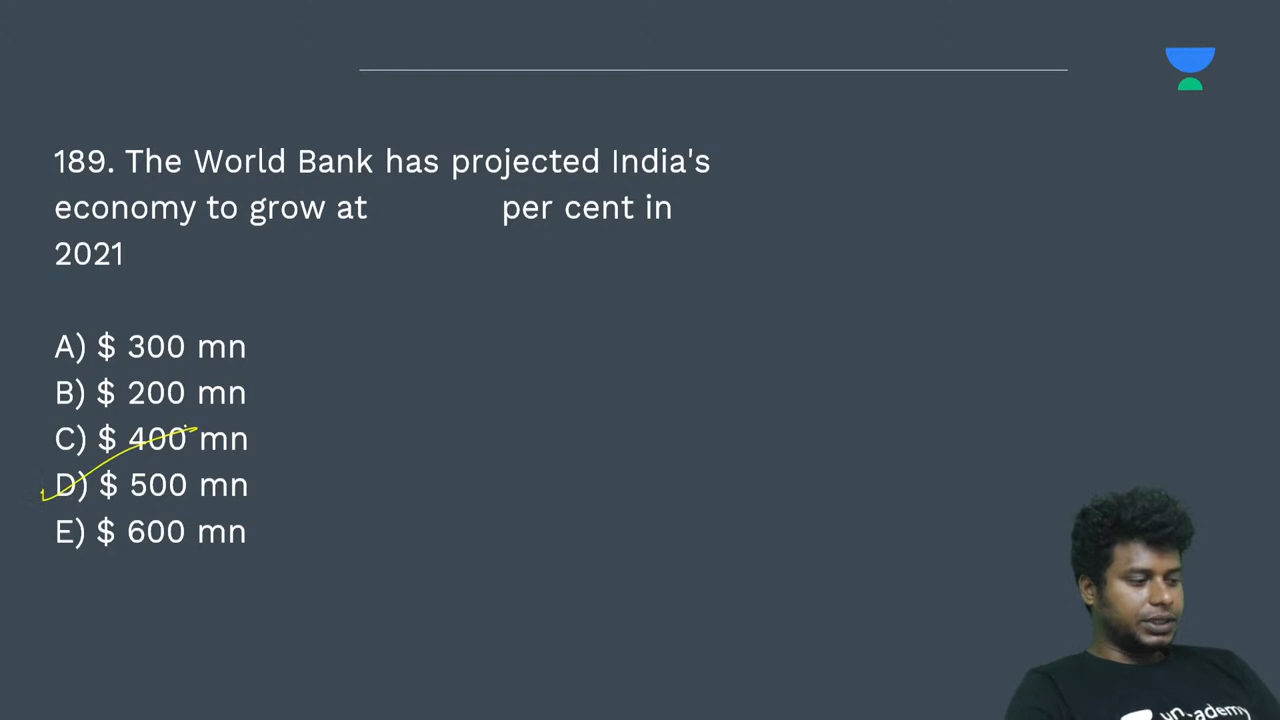 189. The World Bank has projected India's
economy to grow at per cent in
2021
A) $ 300 mn
B) $ 200 mn
C) $ 400 mn
D) $ 500 mn
E) $ 600 mn